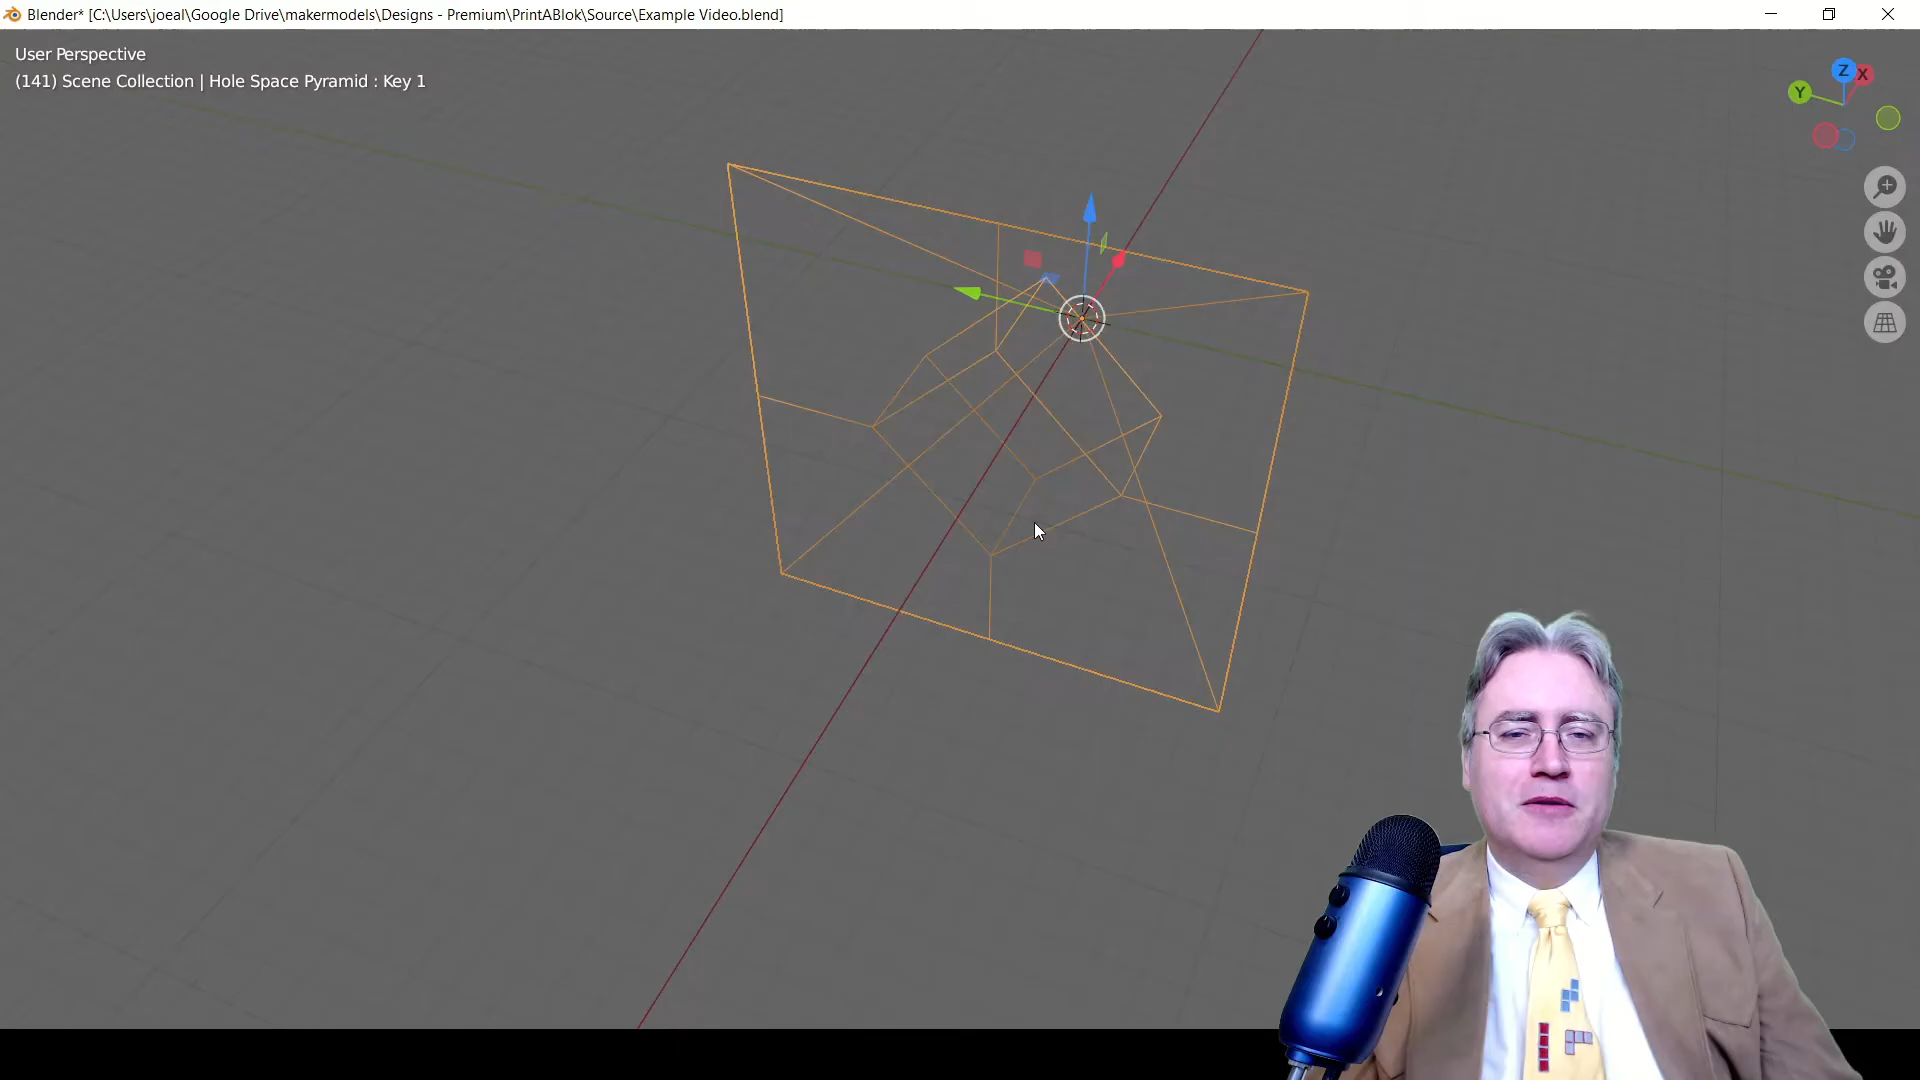 Blender* [C:\Users\joeal\Google Drive\makermodels\Designs - Premium\PrintABlok\Source\Example Video.blend]
User Perspective
(141) Scene Collection | Hole Space Pyramid : Key 1
Z
X
Y